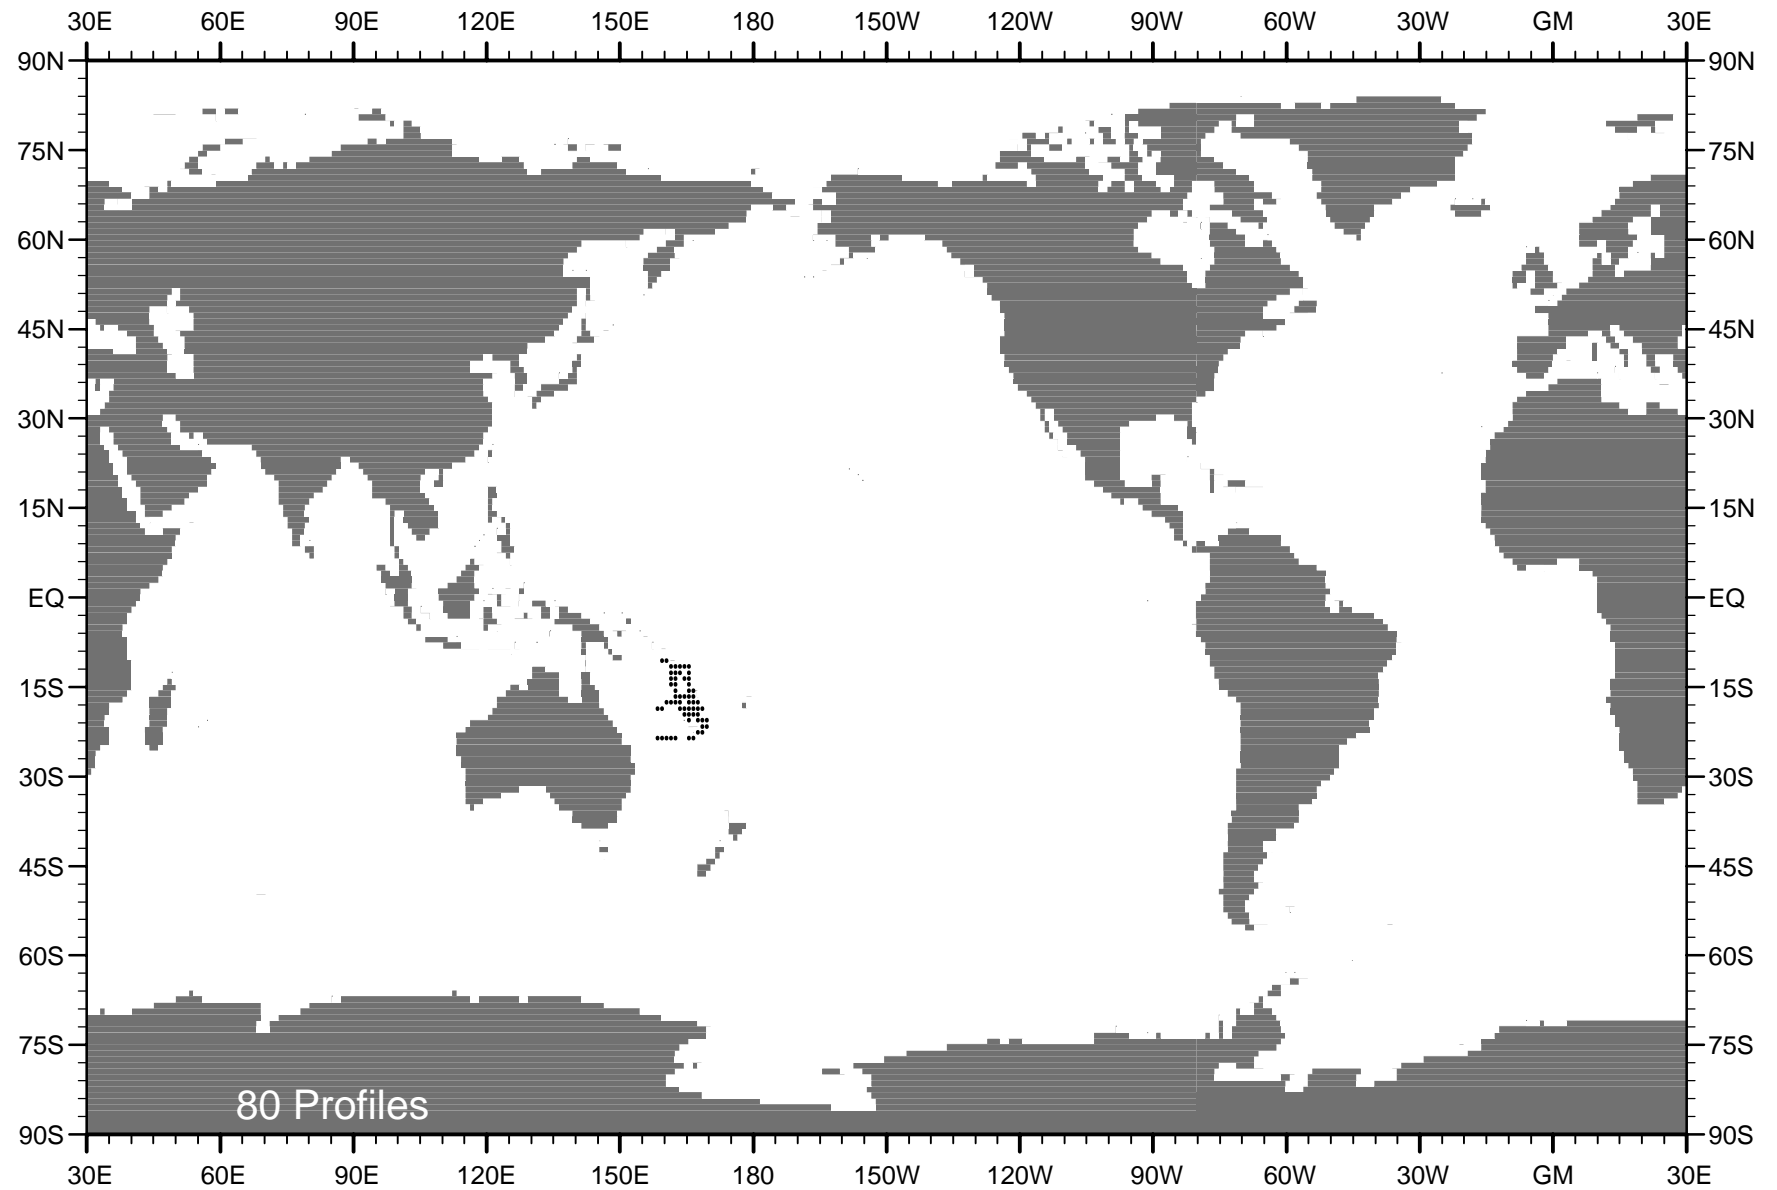 30E 60E 90E 120E 150E 180 150W 120W 90W 60W 30W GM 30E
90N 90N
75N 75N
60N 60N
45N 45N
30N 30N
15N 15N
EQ EQ
15S 15S
30S 30S
45S 45S
60S 60S
75S 75S
80 Profiles
90S 90S
30E 60E 90E 120E 150E 180 150W 120W 90W 60W 30W GM 30E